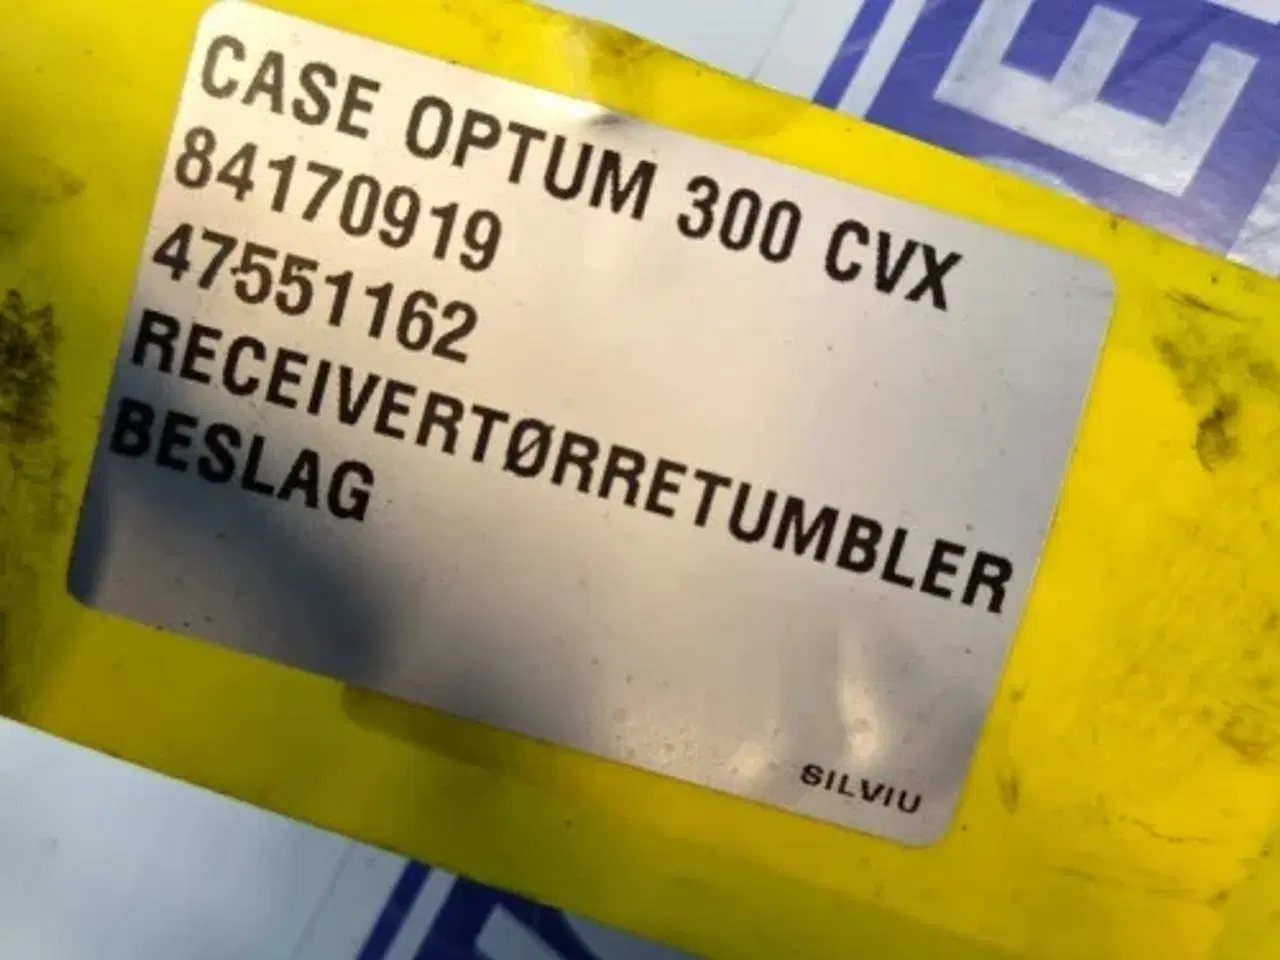 CASE OPTUM 300 CVX
84170919
47551162
RECEIVERTØRRETUMBLER
BESLAG
SILVIU